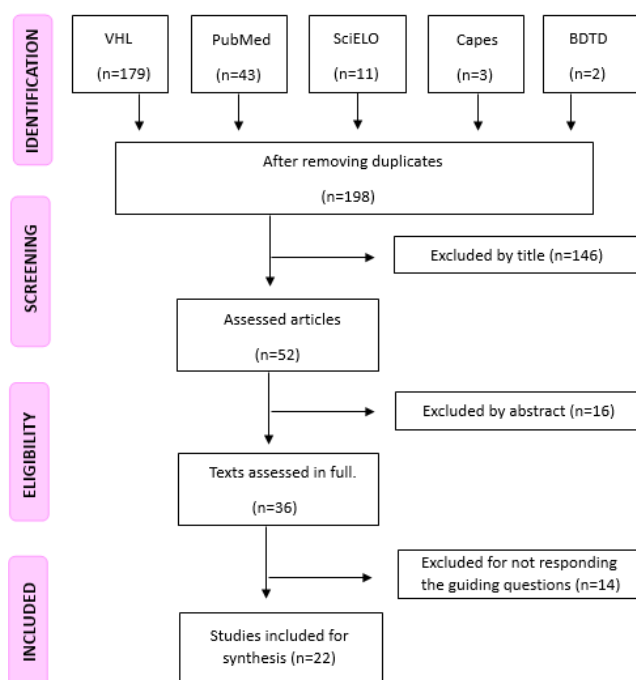 IDENTIFICATION
VHL
(n=179)
PubMed
(n=43)
SciELO
(n=11)
Capes
(n=3)
BDTD
(n=2)
After removing duplicates
(n=198)
SCREENING
Excluded by title (n=146)
Assessed articles
(n=52)
ELIGIBILITY
Excluded by abstract (n=16)
Texts assessed in full.
(n=36)
INCLUDED
Excluded for not responding
the guiding questions (n=14)
Studies included for
synthesis (n=22)